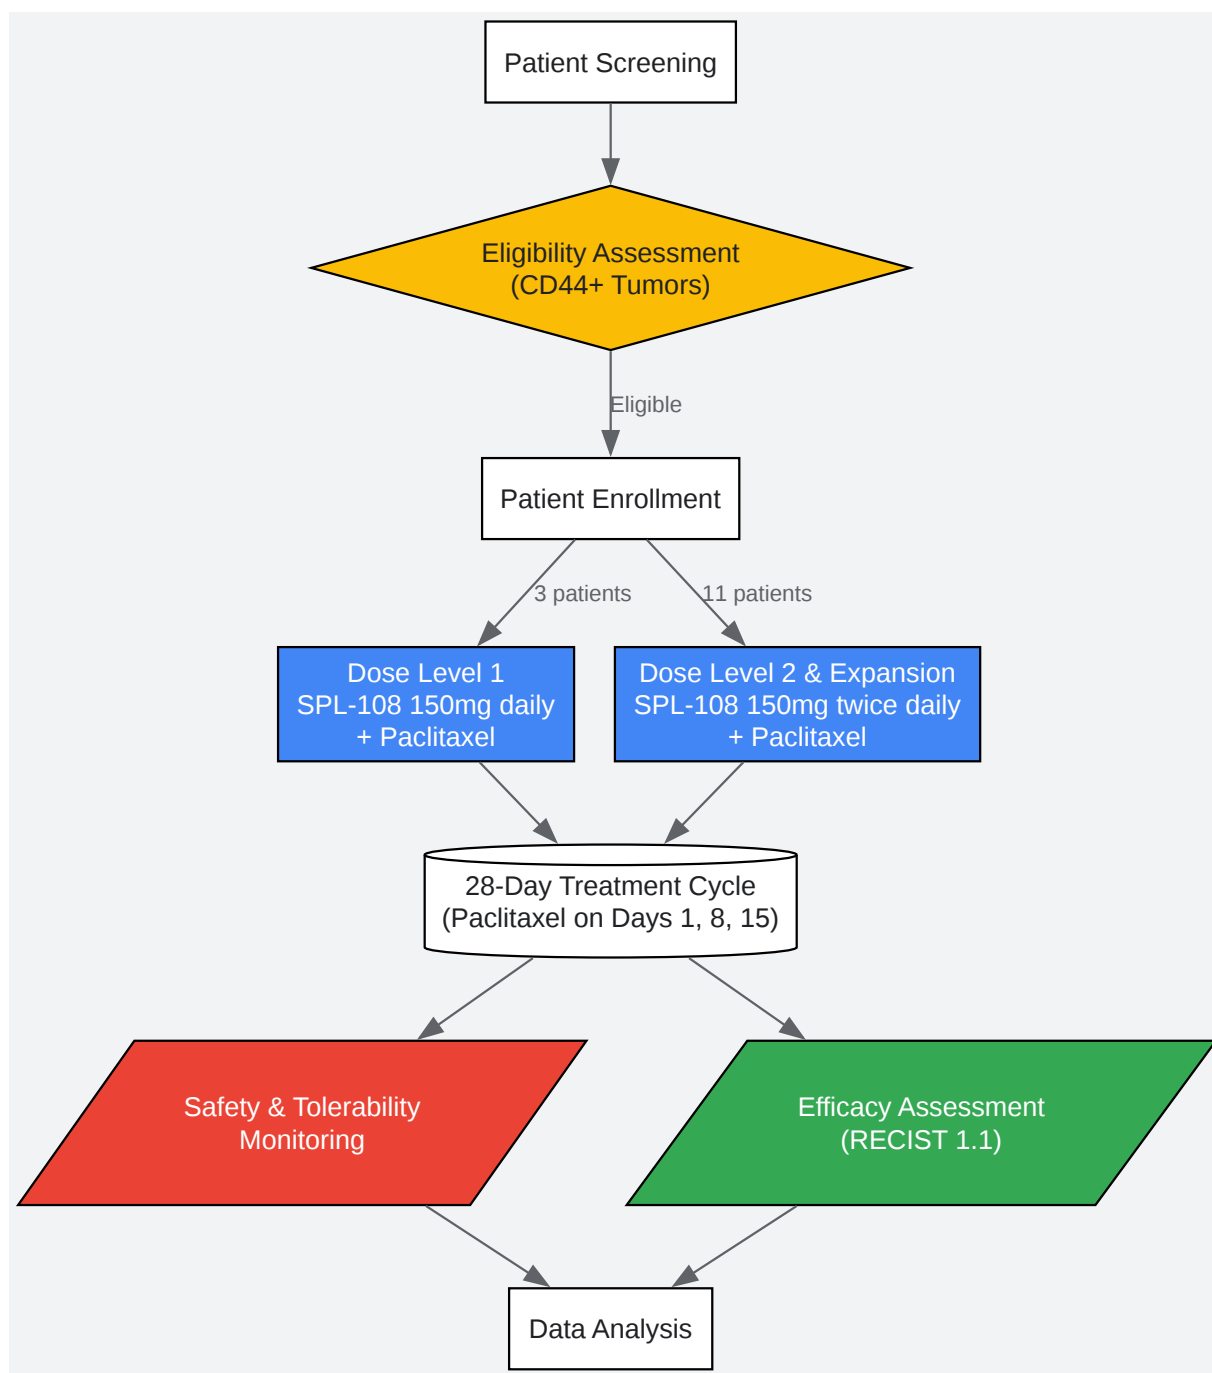 Patient Screening
Eligibility Assessment
(CD44+ Tumors)
Eligible
Patient Enrollment
3 patients
11 patients
Dose Level 1
SPL-108 150mg daily
+ Paclitaxel
Dose Level 2 & Expansion
SPL-108 150mg twice daily
+ Paclitaxel
28-Day Treatment Cycle
(Paclitaxel on Days 1, 8, 15)
Safety & Tolerability
Monitoring
Efficacy Assessment
(RECIST 1.1)
Data Analysis